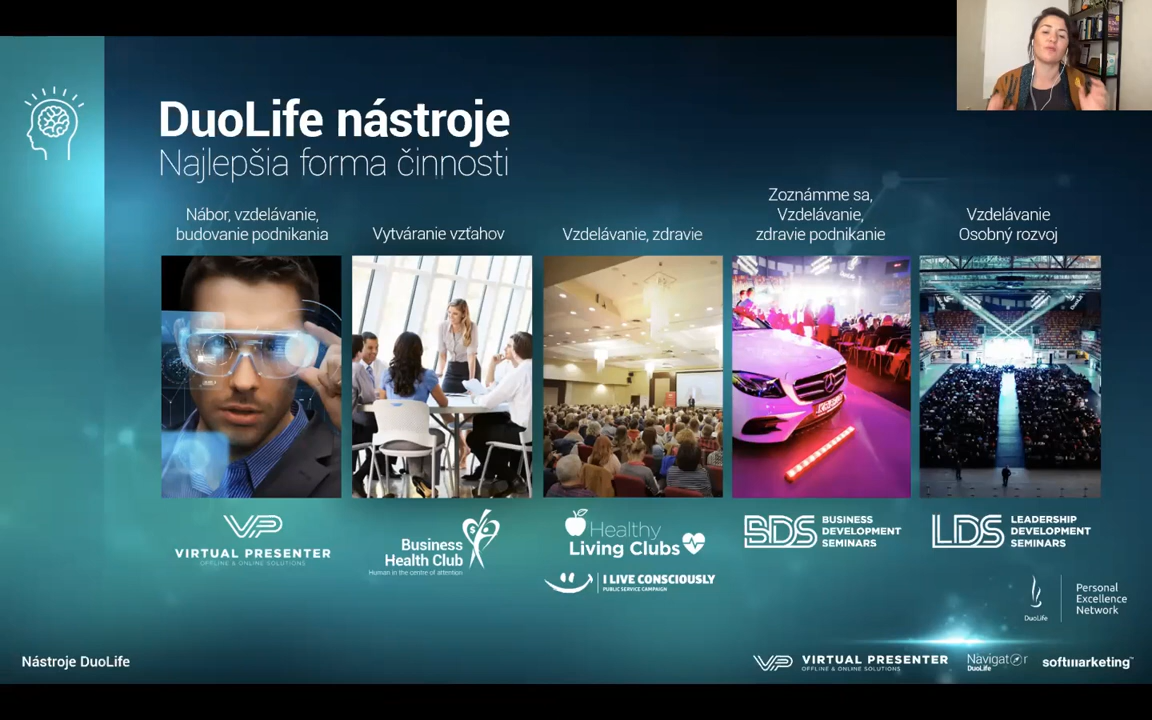 DuoLife nástroje
Najlepšia forma činnosti
Nábor, vzdelávanie,
budovanie podnikania
Vytváranie vzťahov
Vzdelávanie, zdravie
Zoznámme sa,
Vzdelávanie,
zdravie podnikanie
Vzdelávanie
Osobný rozvoj
VP
VIRTUAL PRESENTER
OFFLINE & ONLINE SOLUTIONS
Business
Health Club
Human in the centre of attention
Healthy
Living Clubs
I LIVE CONSCIOUSLY
PUBLIC SERVICE CAMPAIGN
BDS BUSINESS
DEVELOPMENT
SEMINARS
LDS LEADERSHIP
DEVELOPMENT
SEMINARS
DuoLife
Personal
Excellence
Network
Nástroje DuoLife
VP VIRTUAL PRESENTER
OFFLINE & ONLINE SOLUTIONS
Navigator
DuoLife
softmarketing